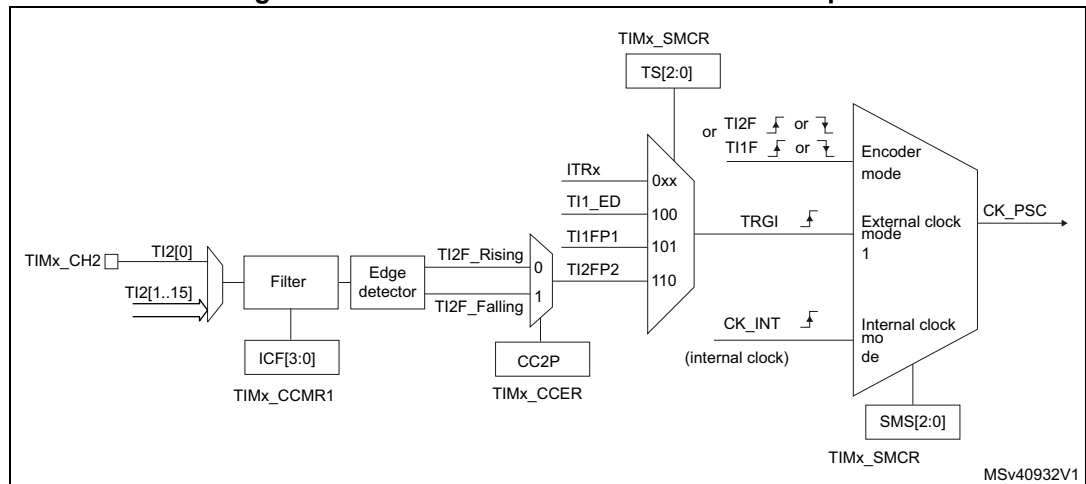 TIMx_SMCR
TS[2:0]
or TI2F or
TI1F or
Encoder
mode
ITRx
0xx
TI1_ED
100
TRGI
External clock
mode
1
CK_PSC
TI1FP1
101
TIMx_CH2
TI2[0]
TI2F_Rising
0
TI2FP2
110
Filter
Edge
detector
TI2[1..15]
TI2F_Falling
1
CK_INT
(internal clock)
Internal clock
mo
de
ICF[3:0]
TIMx_CCMR1
CC2P
TIMx_CCER
SMS[2:0]
TIMx_SMCR
MSv40932V1